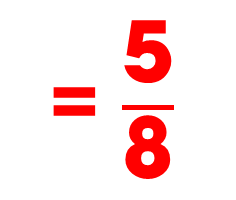 = 5/8